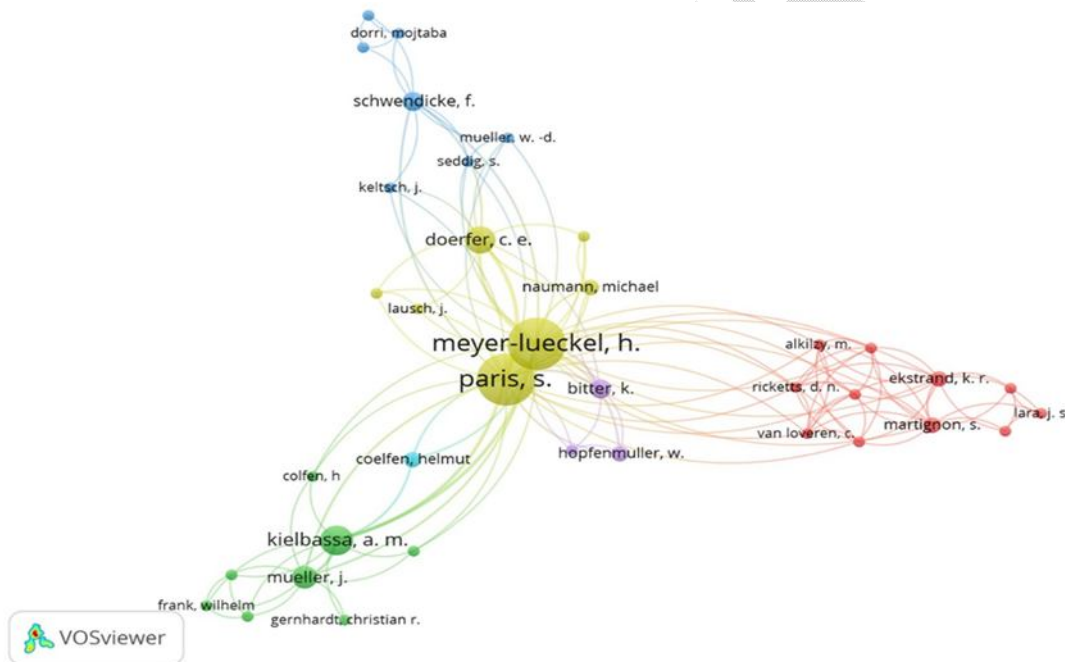 dorri, mojtaba
schwendicke, f.
mueller, w. -d.
seddig, s.
keltsch, j.
doerfer, c. e.
naumann, michael
lausch, j.
meyer-lueckel, h.
alkilzy, m.
paris, s.
bitter, k.
ricketts, d. n.
ekstrand, k. r.
lara, j. s
van loveren, c.
martignon, s.
hopfenmuller, w.
coelfen, helmut
colfen, h
kielbassa, a. m.
mueller, j.
frank, wilhelm
gernhardt, christian r.
VOSviewer